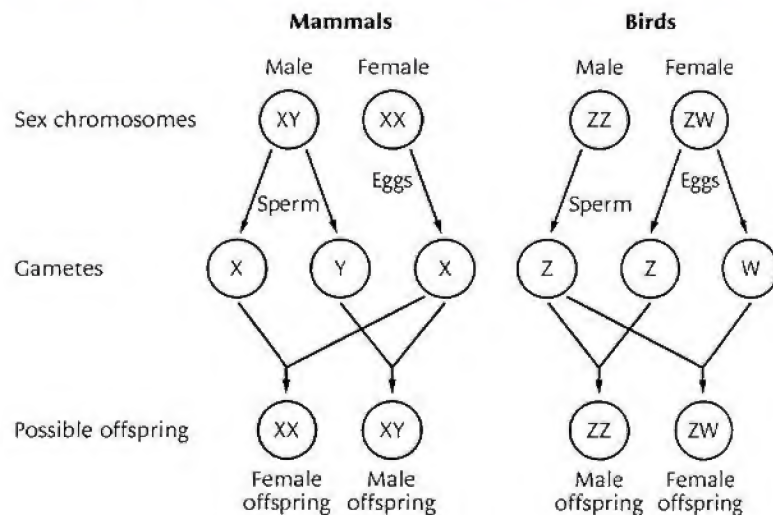 Mammals Birds
Male Female Male Female
Sex chromosomes XY XX ZZ ZW
Sperm Eggs Sperm Eggs
Gametes X Y X Z Z W
Possible offspring XX XY ZZ ZW
Female Male Male Female
offspring offspring offspring offspring